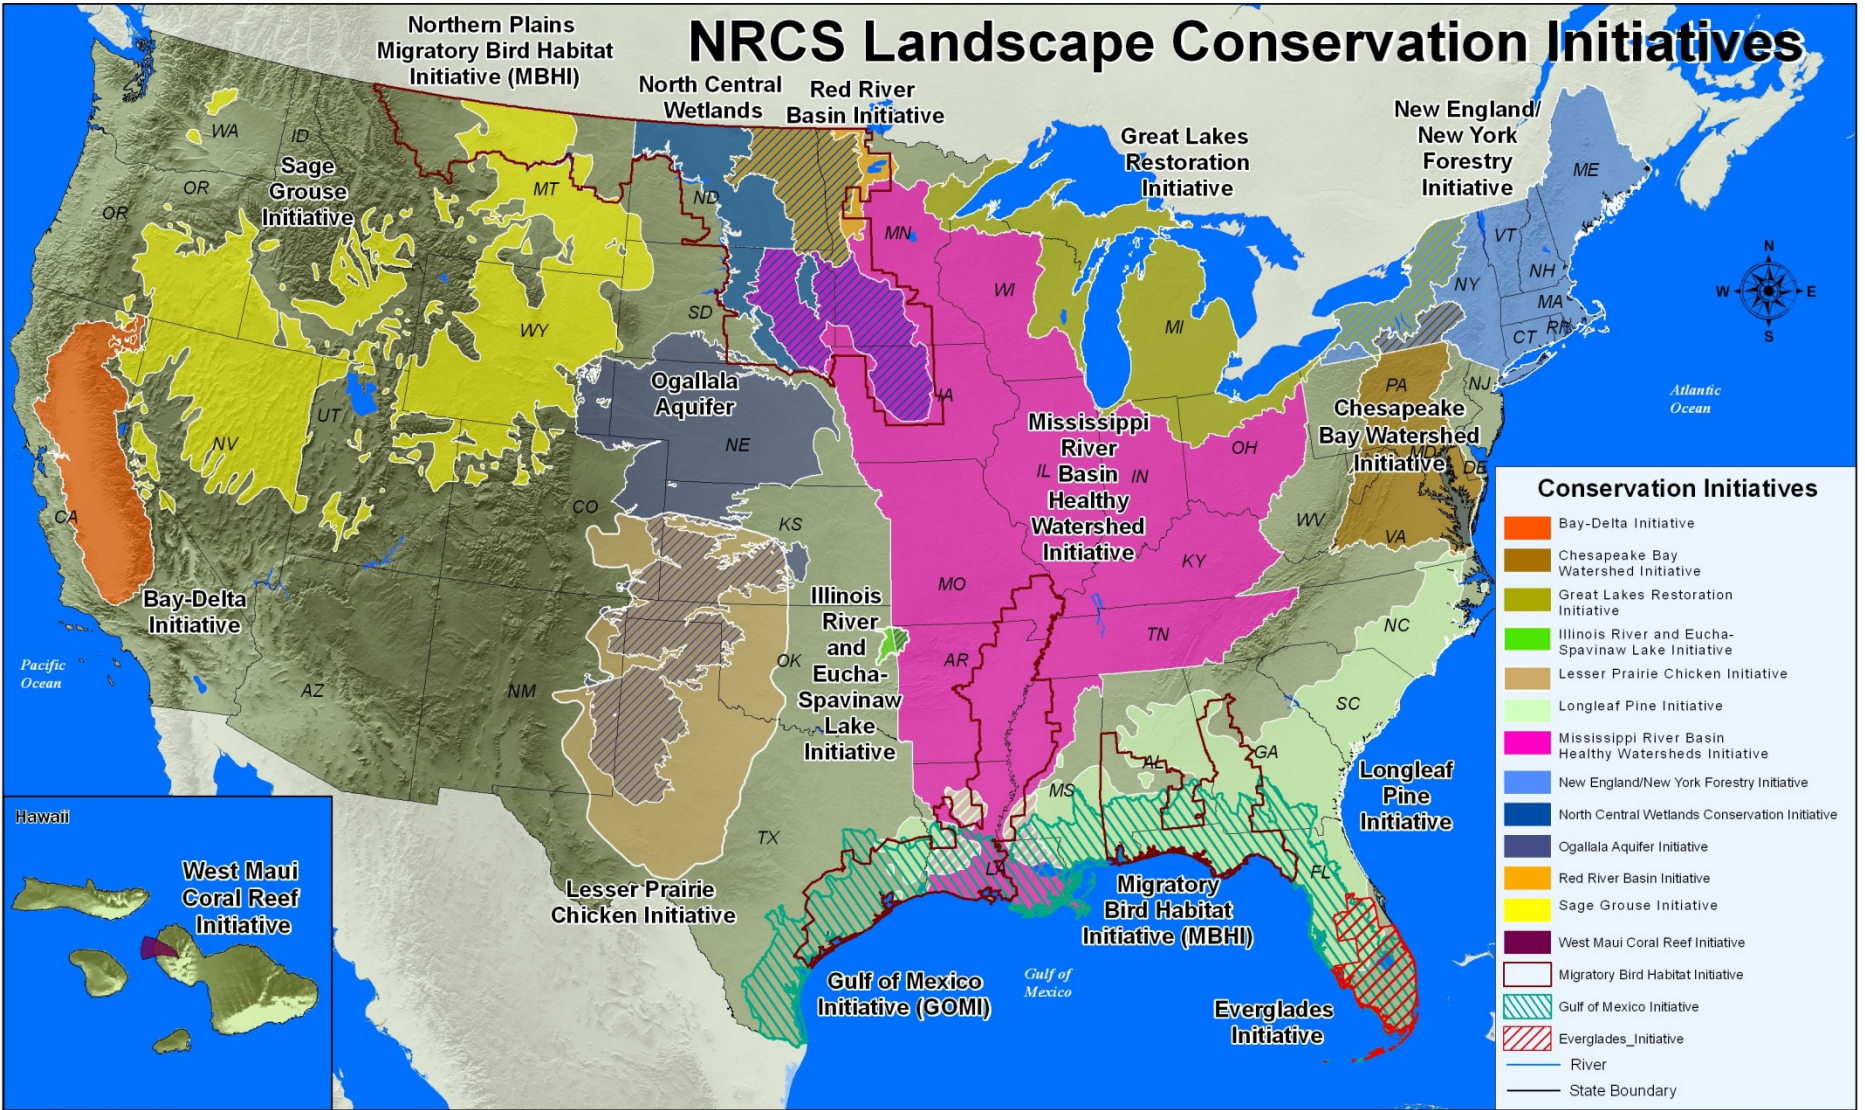 NRCS Landscape Conservation Initiatives
Northern Plains
Migratory Bird Habitat
Initiative (MBHI)
North Central
Wetlands
Red River
Basin Initiative
Great Lakes
Restoration
Initiative
New England/
New York
Forestry
Initiative
Sage
Grouse
Initiative
WA
ID
OR
OR
MT
ND
MN
WI
MI
ME
VT
NH
NY
MA
CT
RI
N
W
E
S
SD
WY
IA
Ogallala
Aquifer
NE
UT
NV
CA
CO
KS
Mississippi
River
Basin
Healthy
Watershed
Initiative
IL
IN
OH
PA
NJ
Chesapeake
Bay Watershed
Initiative
MD
DE
WV
VA
KY
MO
TN
NC
SC
Atlantic
Ocean
Bay-Delta
Initiative
Pacific
Ocean
AZ
NM
OK
AR
Illinois
River
and
Eucha-
Spavinaw
Lake
Initiative
TX
MS
AL
GA
LA
FL
Longleaf
Pine
Initiative
Lesser Prairie
Chicken Initiative
Migratory
Bird Habitat
Initiative (MBHI)
Gulf of Mexico
Initiative (GOMI)
Gulf of
Mexico
Everglades
Initiative
Hawaii
West Maui
Coral Reef
Initiative
Conservation Initiatives
Bay-Delta Initiative
Chesapeake Bay
Watershed Initiative
Great Lakes Restoration
Initiative
Illinois River and Eucha-
Spavinaw Lake Initiative
Lesser Prairie Chicken Initiative
Longleaf Pine Initiative
Mississippi River Basin
Healthy Watersheds Initiative
New England/New York Forestry Initiative
North Central Wetlands Conservation Initiative
Ogallala Aquifer Initiative
Red River Basin Initiative
Sage Grouse Initiative
West Maui Coral Reef Initiative
Migratory Bird Habitat Initiative
Gulf of Mexico Initiative
Everglades_Initiative
River
State Boundary